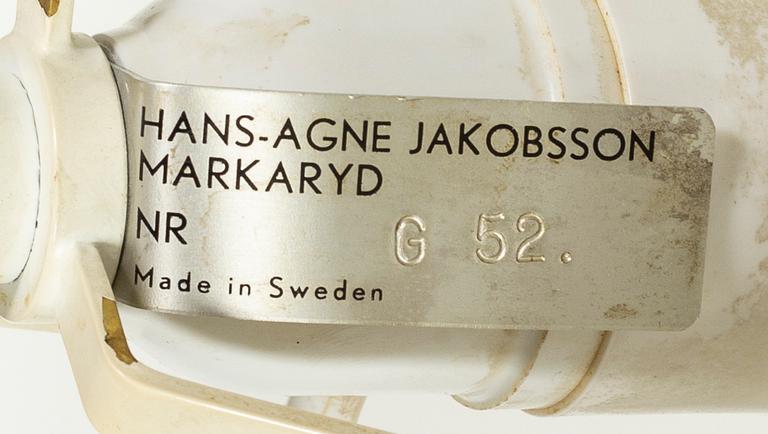 HANS-AGNE JAKOBSSON
MARKARYD
NR G 52.
Made in Sweden